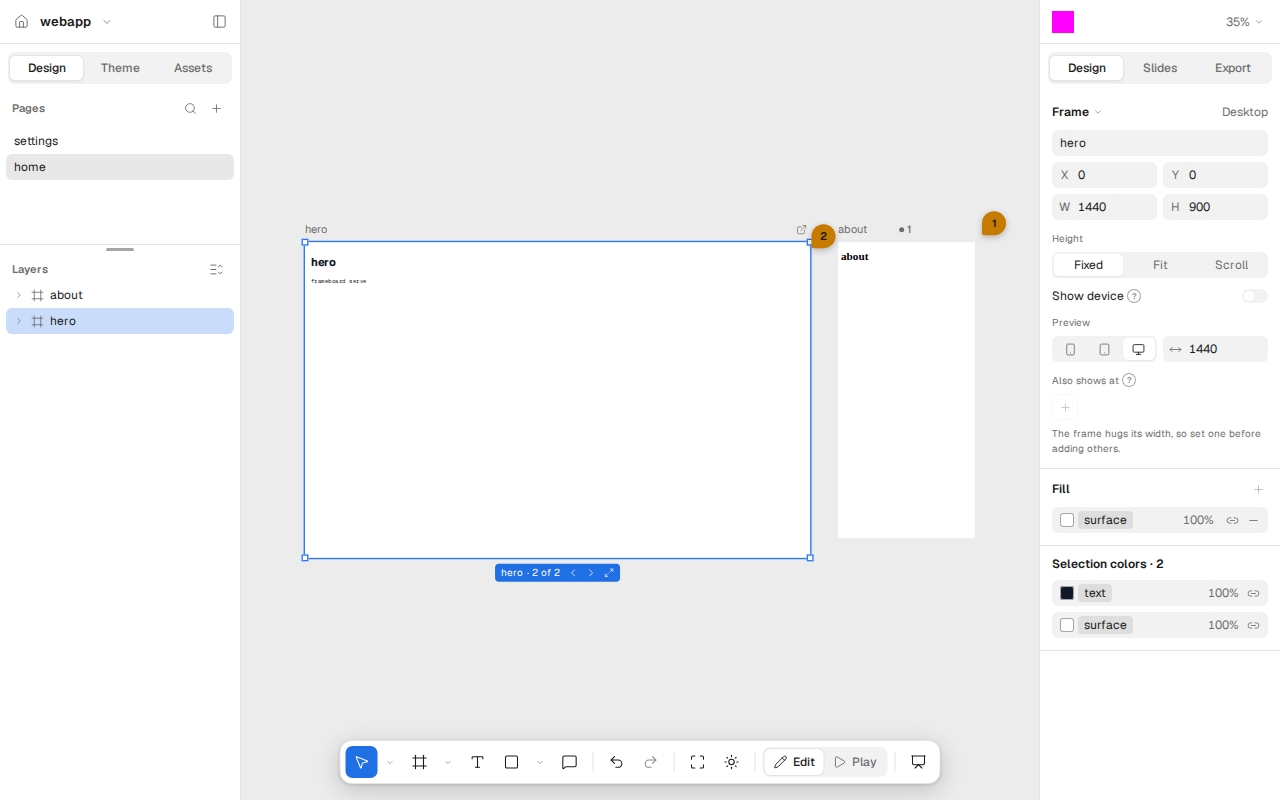 webapp
Design Theme Assets
Pages
settings
home
Layers
about
hero
hero
2
about 1
1
hero
frameboard serve
about
hero · 2 of 2
Edit Play
35%
Design Slides Export
Frame Desktop
hero
X 0 Y 0
W 1440 H 900
Height
Fixed Fit Scroll
Show device ?
Preview
1440
Also shows at ?
The frame hugs its width, so set one before
adding others.
Fill
surface 100%
Selection colors · 2
text 100%
surface 100%